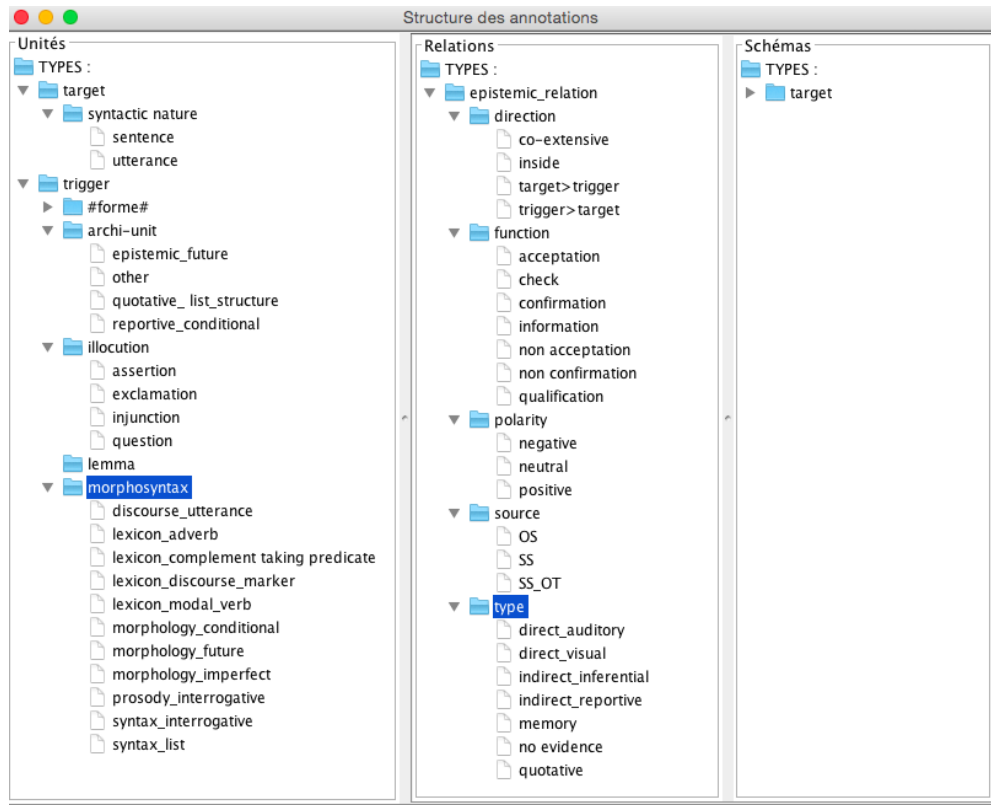 Structure des annotations
Unités
TYPES :
target
syntactic nature
sentence
utterance
trigger
#forme#
archi-unit
epistemic_future
other
quotative_ list_structure
reportive_conditional
illocution
assertion
exclamation
injunction
question
lemma
morphosyntax
discourse_utterance
lexicon_adverb
lexicon_complement taking predicate
lexicon_discourse_marker
lexicon_modal_verb
morphology_conditional
morphology_future
morphology_imperfect
prosody_interrogative
syntax_interrogative
syntax_list
Relations
TYPES :
epistemic_relation
direction
co-extensive
inside
target>trigger
trigger>target
function
acceptation
check
confirmation
information
non acceptation
non confirmation
qualification
polarity
negative
neutral
positive
source
OS
SS
SS_OT
type
direct_auditory
direct_visual
indirect_inferential
indirect_reportive
memory
no evidence
quotative
Schémas
TYPES :
target